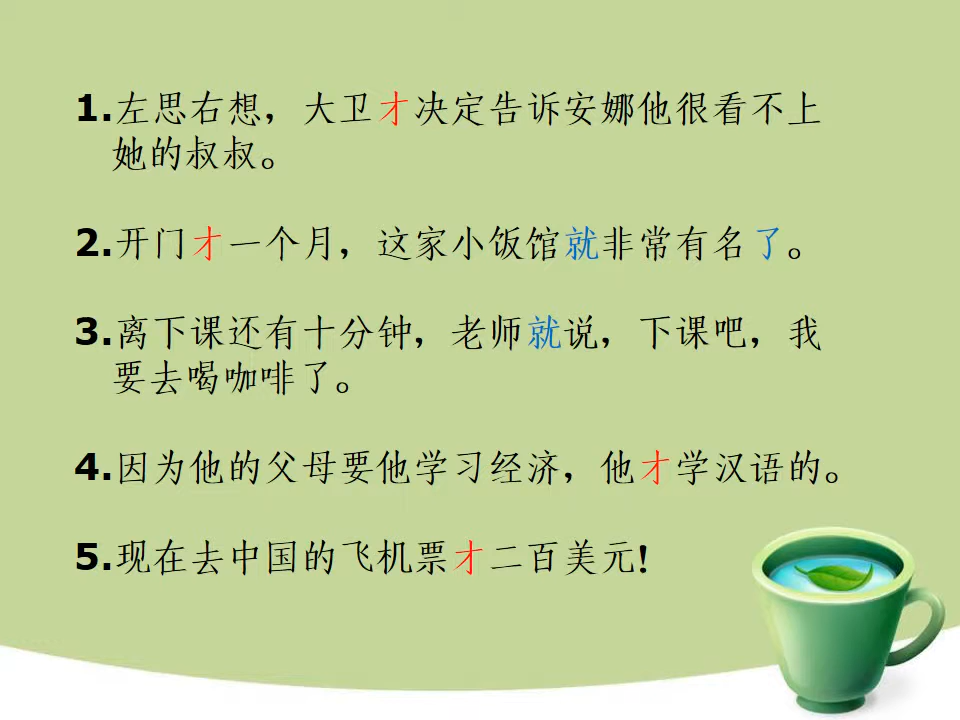 1.左思右想，大卫才决定告诉安娜他很看不上
她的叔叔。
2.开门才一个月，这家小饭馆就非常有名了。
3.离下课还有十分钟，老师就说，下课吧，我
要去喝咖啡了。
4.因为他的父母要他学习经济，他才学汉语的。
5.现在去中国的飞机票才二百美元!